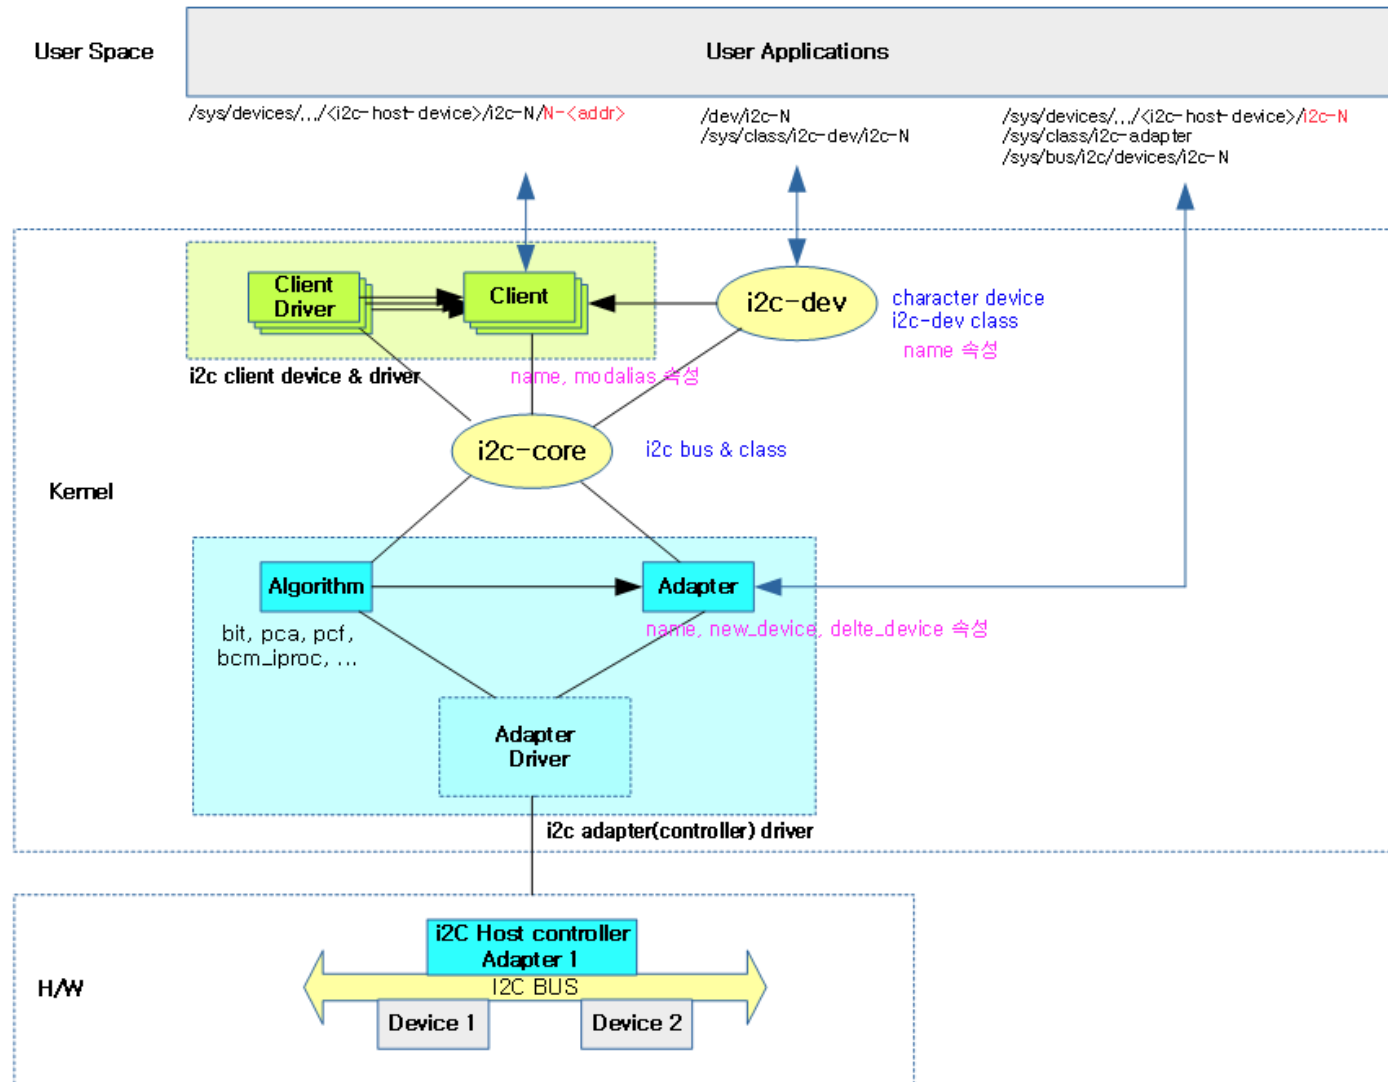 User Space
User Applications
/sys/devices/,,,/<i2c-host-device>/i2c-N/N-<addr>
/dev/i2c-N
/sys/class/i2c-dev/i2c-N
/sys/devices/,,,/<i2c-host-device>/i2c-N
/sys/class/i2c-adapter
/sys/bus/i2c/devices/i2c-N
Client
Driver
Client
i2c-dev
character device
i2c-dev class
name 속성
i2c client device & driver
name, modalias 속성
i2c-core
i2c bus & class
Kernel
Algorithm
Adapter
bit, pca, pcf,
bcm_iproc, ...
name, new_device, delte_device 속성
Adapter
Driver
i2c adapter(controller) driver
i2C Host controller
Adapter 1
I2C BUS
H/W
Device 1
Device 2